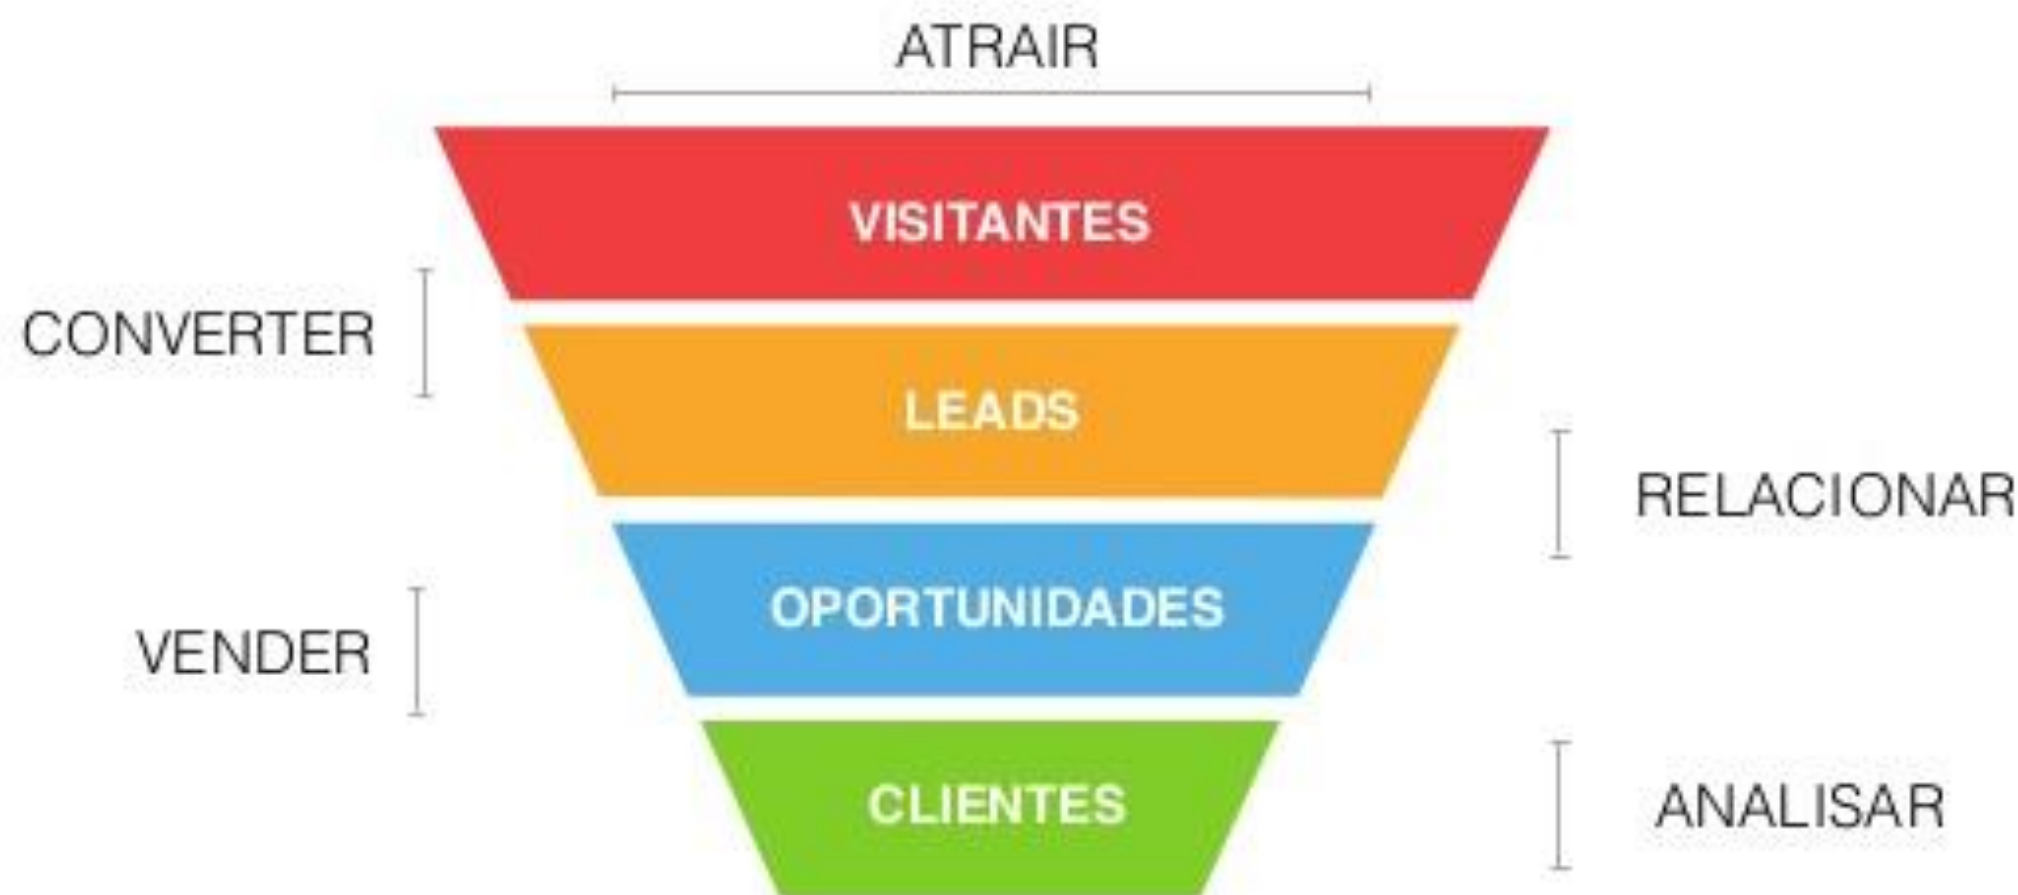 ATRAIR
VISITANTES
CONVERTER
LEADS
RELACIONAR
OPORTUNIDADES
VENDER
CLIENTES
ANALISAR